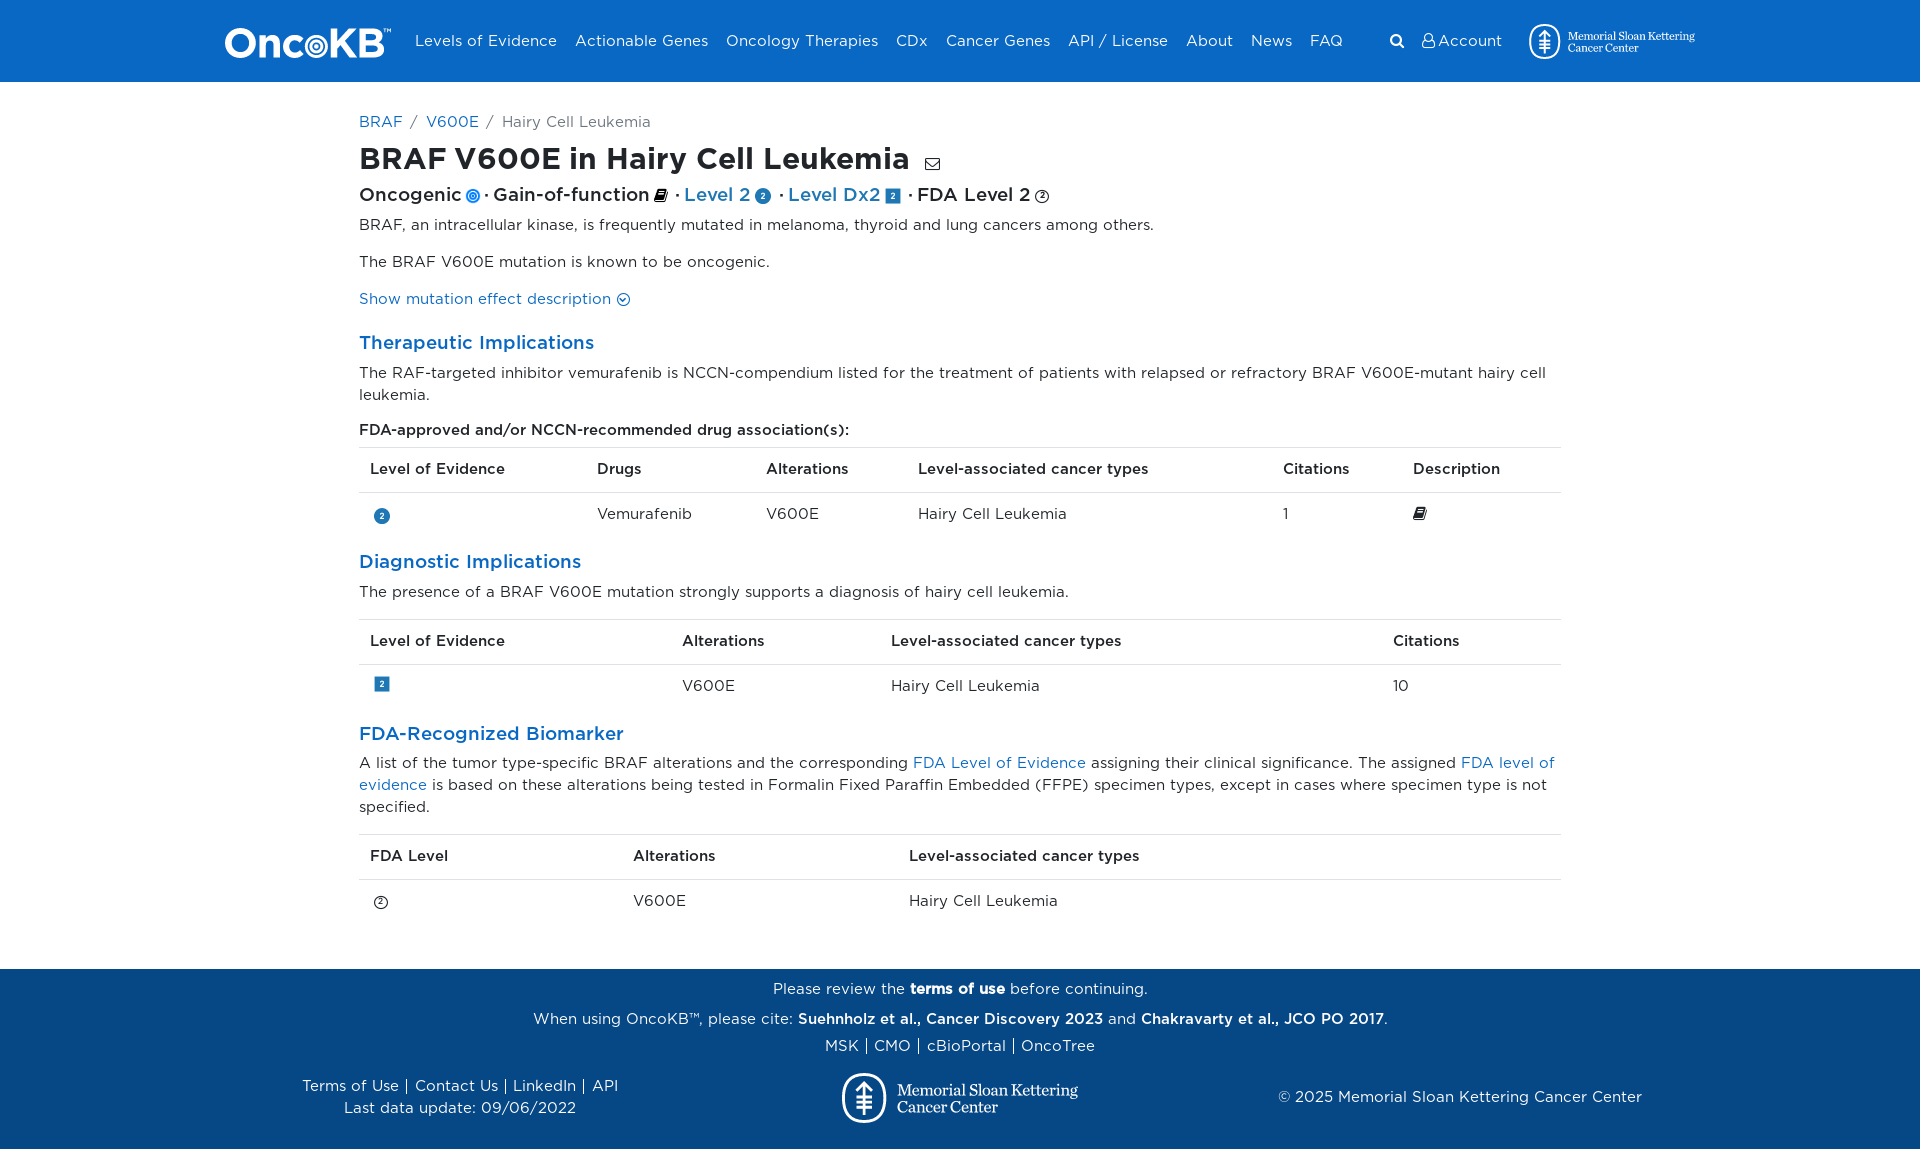 OncoKB™ Levels of Evidence Actionable Genes Oncology Therapies CDx Cancer Genes API / License About News FAQ Account Memorial Sloan Kettering Cancer Center
BRAF / V600E / Hairy Cell Leukemia
BRAF V600E in Hairy Cell Leukemia
Oncogenic · Gain-of-function · Level 2 2 · Level Dx2 2 · FDA Level 2 2
BRAF, an intracellular kinase, is frequently mutated in melanoma, thyroid and lung cancers among others.
The BRAF V600E mutation is known to be oncogenic.
Show mutation effect description
Therapeutic Implications
The RAF-targeted inhibitor vemurafenib is NCCN-compendium listed for the treatment of patients with relapsed or refractory BRAF V600E-mutant hairy cell
leukemia.
FDA-approved and/or NCCN-recommended drug association(s):
Level of Evidence Drugs Alterations Level-associated cancer types Citations Description
2 Vemurafenib V600E Hairy Cell Leukemia 1
Diagnostic Implications
The presence of a BRAF V600E mutation strongly supports a diagnosis of hairy cell leukemia.
Level of Evidence Alterations Level-associated cancer types Citations
2 V600E Hairy Cell Leukemia 10
FDA-Recognized Biomarker
A list of the tumor type-specific BRAF alterations and the corresponding FDA Level of Evidence assigning their clinical significance. The assigned FDA level of
evidence is based on these alterations being tested in Formalin Fixed Paraffin Embedded (FFPE) specimen types, except in cases where specimen type is not
specified.
FDA Level Alterations Level-associated cancer types
2 V600E Hairy Cell Leukemia
Please review the terms of use before continuing.
When using OncoKB™, please cite: Suehnholz et al., Cancer Discovery 2023 and Chakravarty et al., JCO PO 2017.
MSK | CMO | cBioPortal | OncoTree
Terms of Use | Contact Us | LinkedIn | API
Last data update: 09/06/2022
Memorial Sloan Kettering
Cancer Center
© 2025 Memorial Sloan Kettering Cancer Center